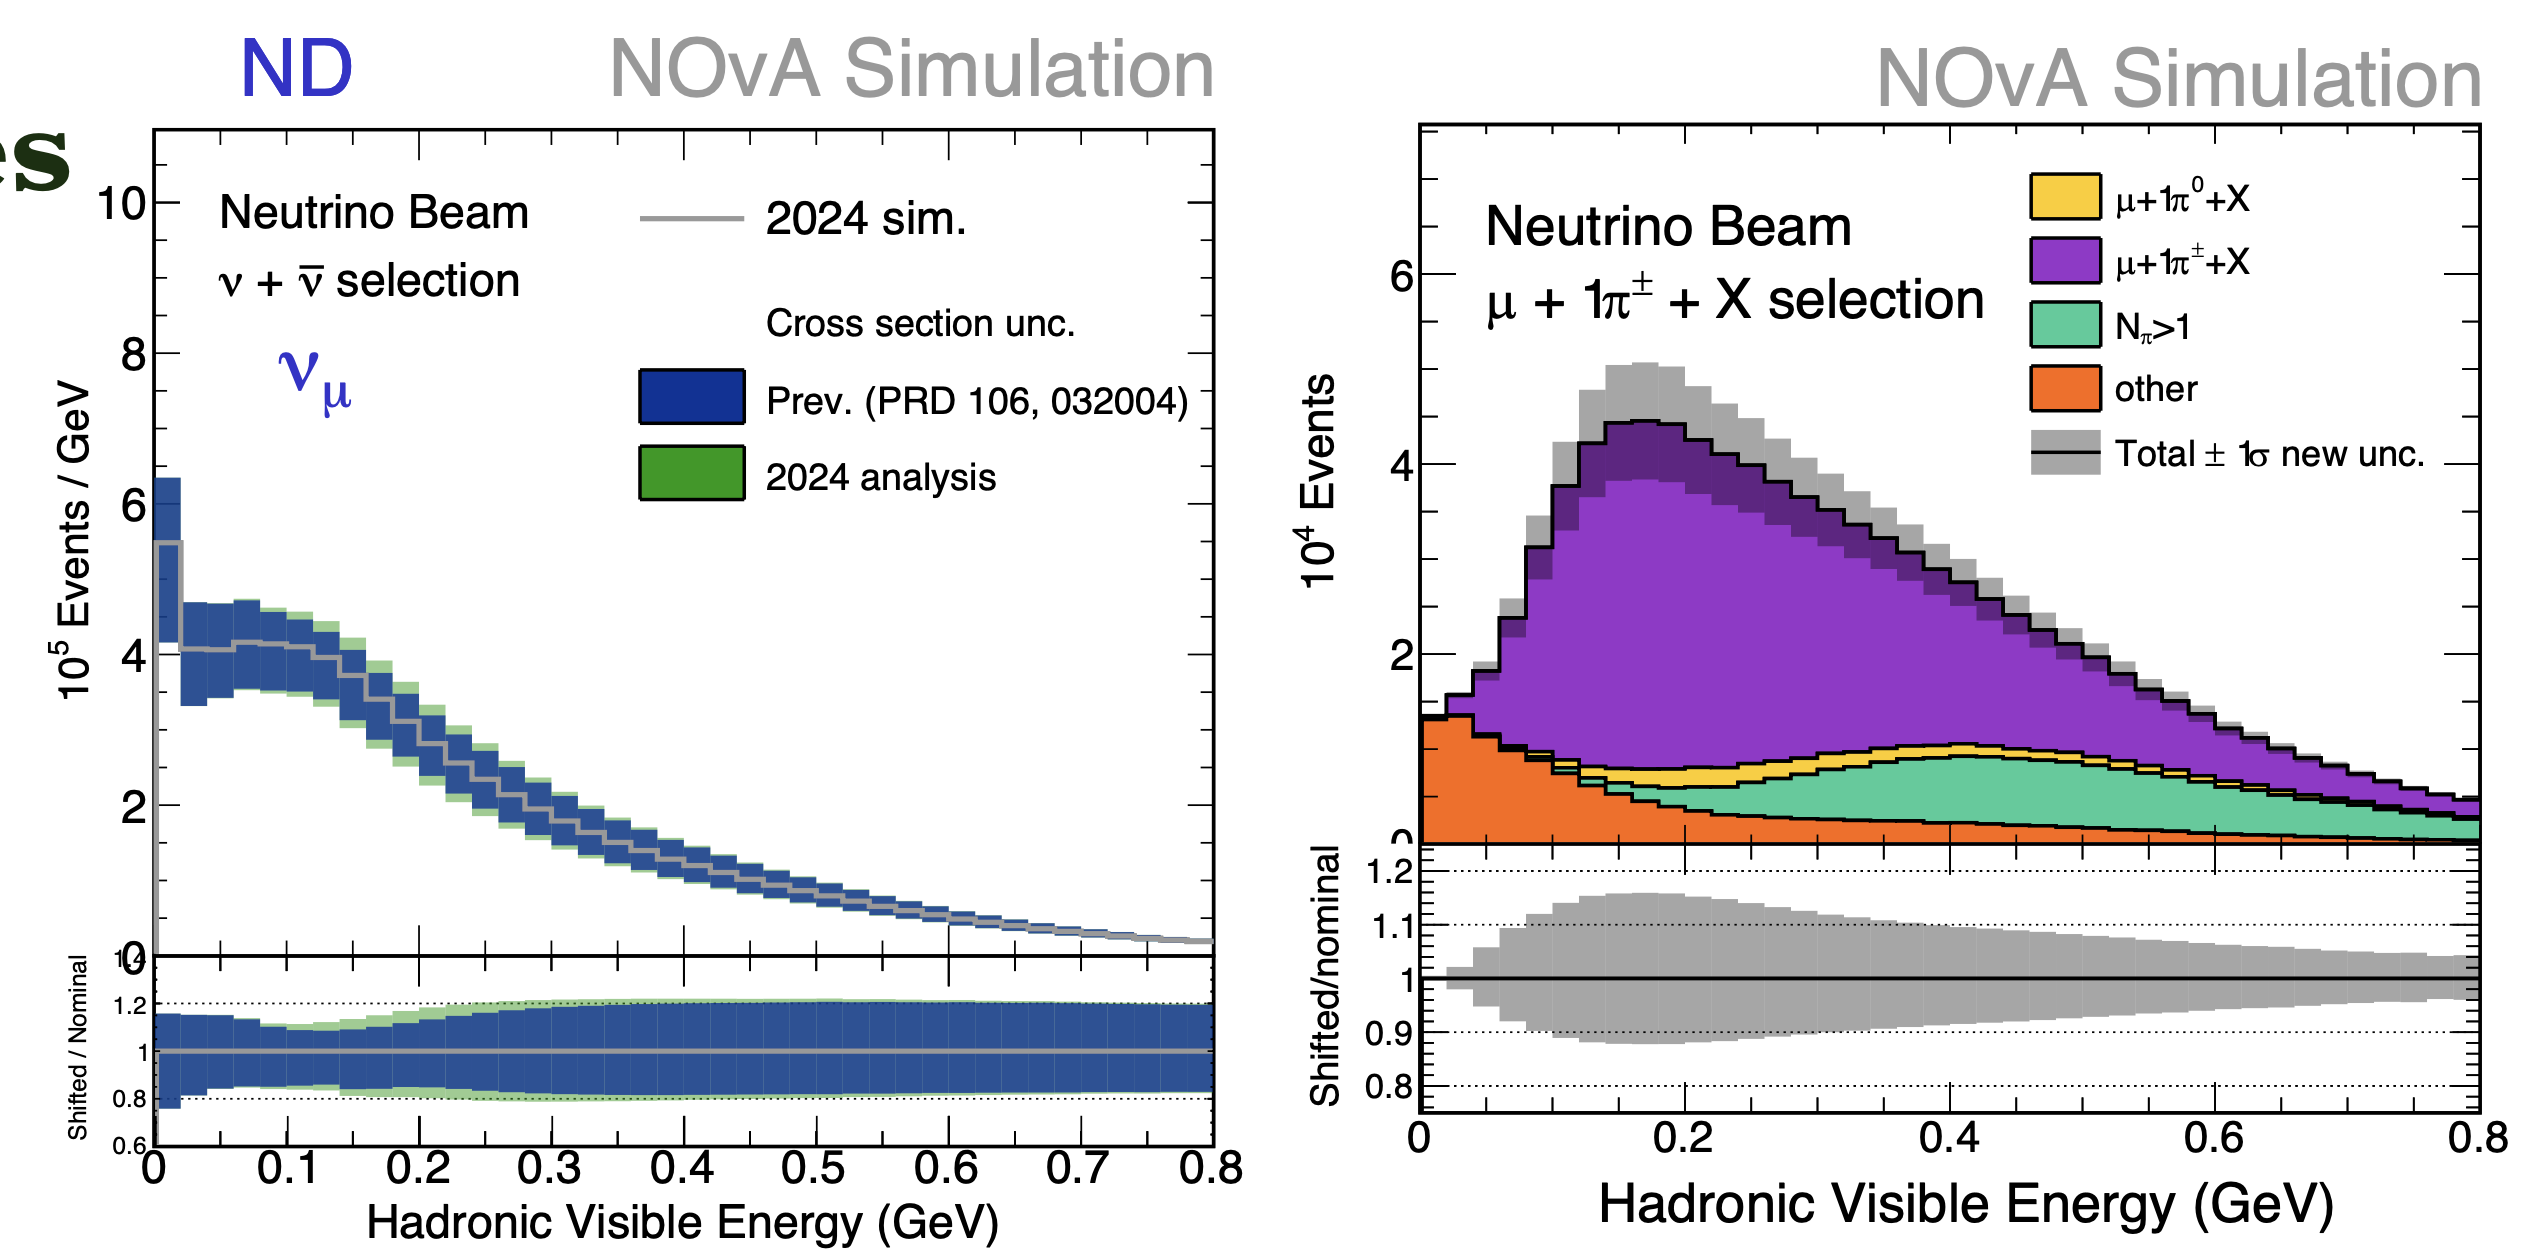 ND
NOvA Simulation
es
Neutrino Beam
ν + ν̅ selection
ν_μ
2024 sim.
Cross section unc.
Prev. (PRD 106, 032004)
2024 analysis
10⁵ Events / GeV
10
8
6
4
2
0
Shifted / Nominal
1.4
1.2
1
0.8
0.6
0 0.1 0.2 0.3 0.4 0.5 0.6 0.7 0.8
Hadronic Visible Energy (GeV)
NOvA Simulation
Neutrino Beam
μ + 1π± + X selection
μ+1π⁰+X
μ+1π±+X
Nπ>1
other
Total ± 1σ new unc.
10⁴ Events
6
4
2
0
Shifted/nominal
1.2
1.1
1
0.9
0.8
0 0.2 0.4 0.6 0.8
Hadronic Visible Energy (GeV)